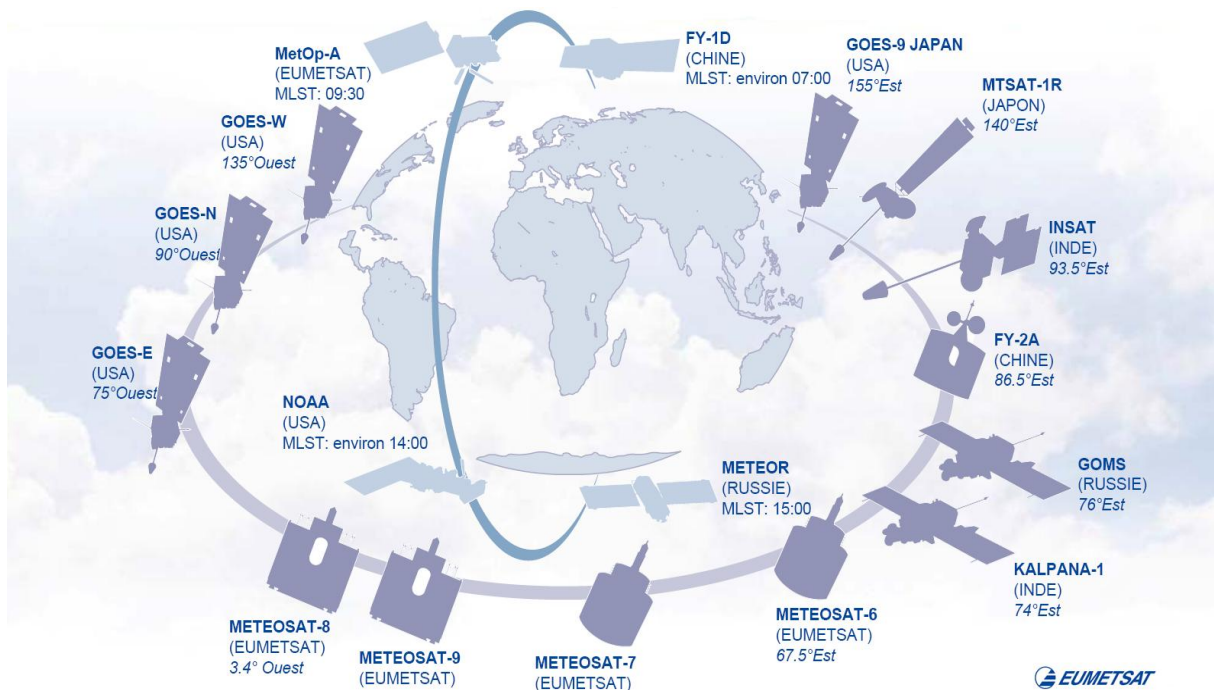 MetOp-A
(EUMETSAT)
MLST: 09:30
FY-1D
(CHINE)
MLST: environ 07:00
GOES-9 JAPAN
(USA)
155°Est
MTSAT-1R
(JAPON)
140°Est
GOES-W
(USA)
135°Ouest
GOES-N
(USA)
90°Ouest
INSAT
(INDE)
93.5°Est
GOES-E
(USA)
75°Ouest
FY-2A
(CHINE)
86.5°Est
NOAA
(USA)
MLST: environ 14:00
METEOR
(RUSSIE)
MLST: 15:00
GOMS
(RUSSIE)
76°Est
KALPANA-1
(INDE)
74°Est
METEOSAT-8
(EUMETSAT)
3.4° Ouest
METEOSAT-9
(EUMETSAT)
METEOSAT-7
(EUMETSAT)
METEOSAT-6
(EUMETSAT)
67.5°Est
EUMETSAT